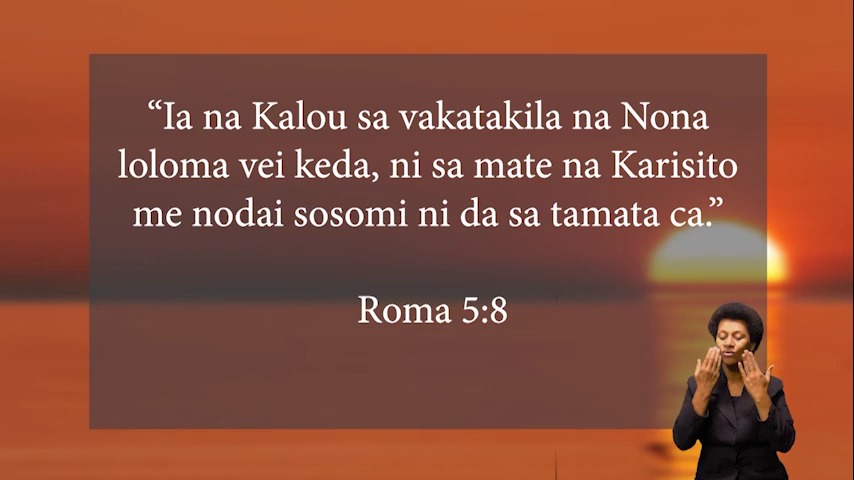 “Ia na Kalou sa vakatakila na Nona
loloma vei keda, ni sa mate na Karisito
me nodai sosomi ni da sa tamata ca.”
Roma 5:8